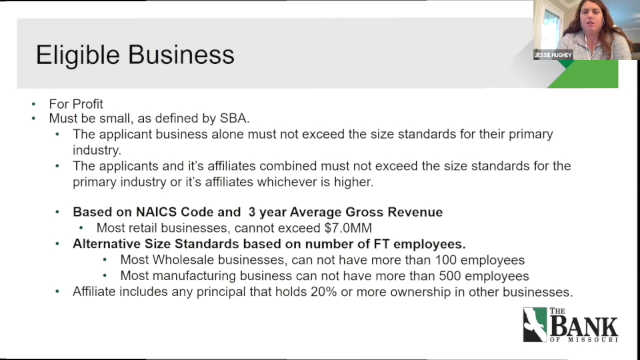 Eligible Business
JESSIE HUGHEY
• For Profit
• Must be small, as defined by SBA.
• The applicant business alone must not exceed the size standards for their primary
industry.
• The applicants and it's affiliates combined must not exceed the size standards for the
primary industry or it's affiliates whichever is higher.
• Based on NAICS Code and 3 year Average Gross Revenue
• Most retail businesses, cannot exceed $7.0MM
• Alternative Size Standards based on number of FT employees.
• Most Wholesale businesses, can not have more than 100 employees
• Most manufacturing business can not have more than 500 employees
• Affiliate includes any principal that holds 20% or more ownership in other businesses.
THE
BANK
OF MISSOURI